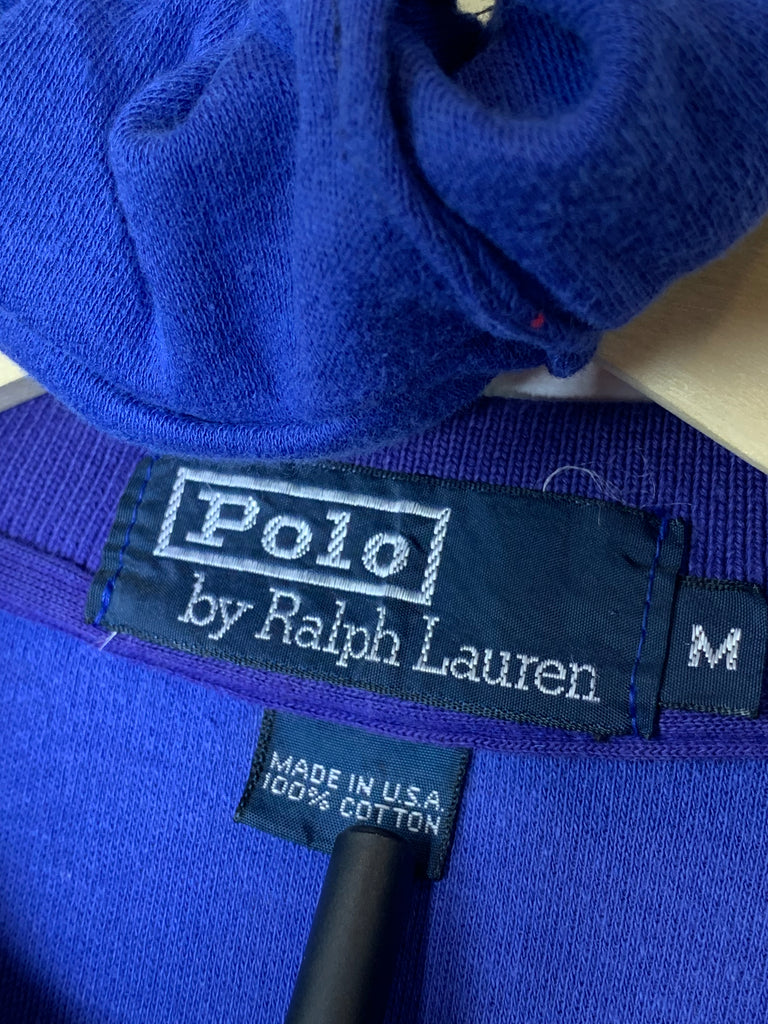 Polo
by Ralph Lauren
M
MADE IN U.S.A.
100% COTTON